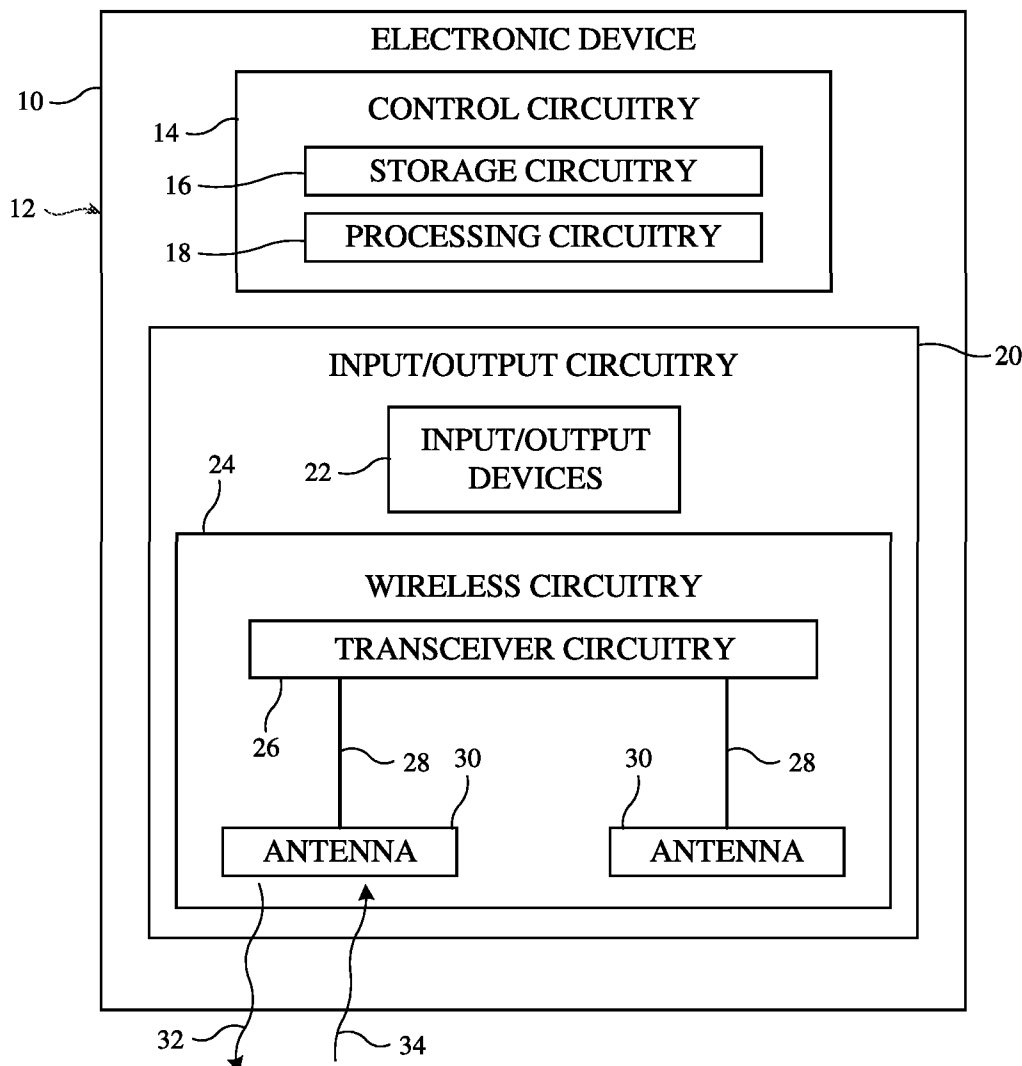 ELECTRONIC DEVICE
10
CONTROL CIRCUITRY
14
STORAGE CIRCUITRY
16
12
PROCESSING CIRCUITRY
18
20
INPUT/OUTPUT CIRCUITRY
INPUT/OUTPUT
DEVICES
22
24
WIRELESS CIRCUITRY
TRANSCEIVER CIRCUITRY
26
28
30
30
28
ANTENNA
ANTENNA
32
34